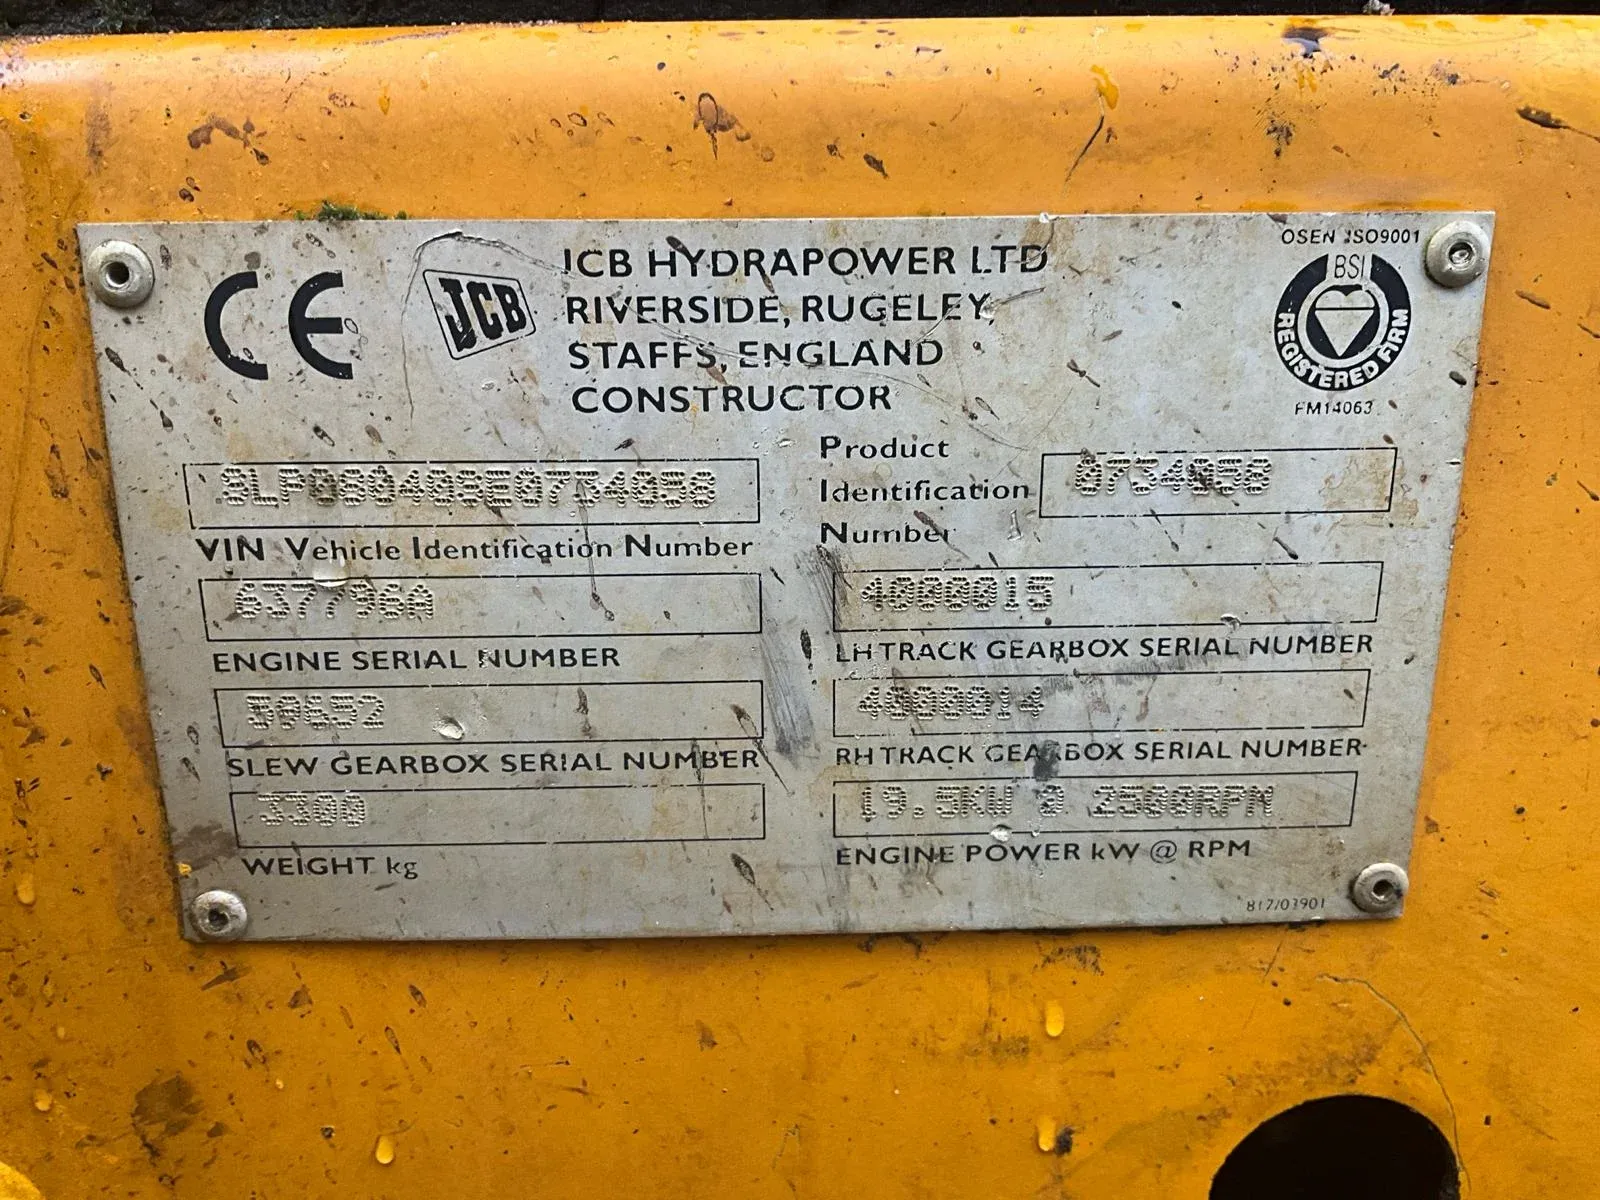 CE
JCB
JCB HYDRAPOWER LTD
RIVERSIDE, RUGELEY,
STAFFS, ENGLAND
CONSTRUCTOR
OSEN ISO9001
BSI
REGISTERED FIRM
FM14063
SLP080408E0734058
VIN Vehicle Identification Number
Product
Identification
Number
0734058
637796A
ENGINE SERIAL NUMBER
4000015
LH TRACK GEARBOX SERIAL NUMBER
SLEW GEARBOX SERIAL NUMBER
4000014
RH TRACK GEARBOX SERIAL NUMBER
3300
WEIGHT kg
19.5KW @ 2500RPM
ENGINE POWER kW @ RPM
817/03901